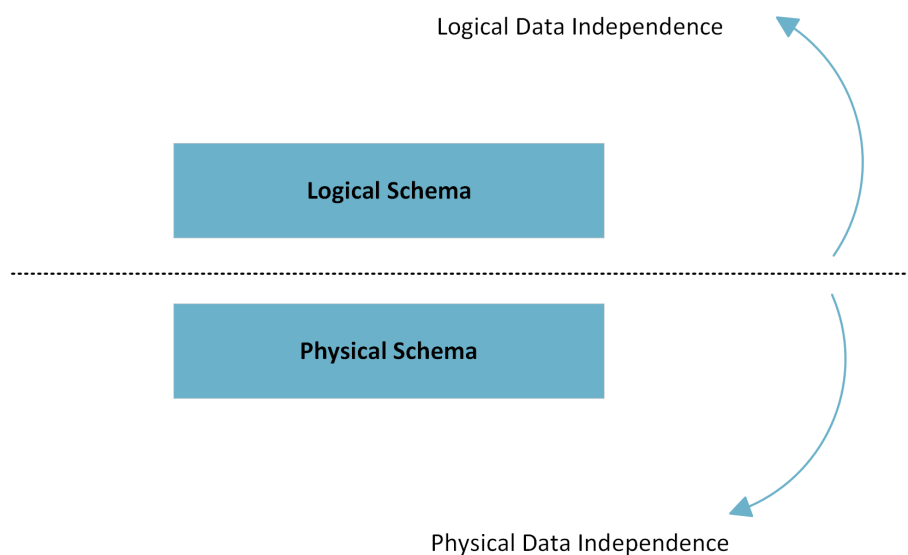 Logical Data Independence
Logical Schema
Physical Schema
Physical Data Independence